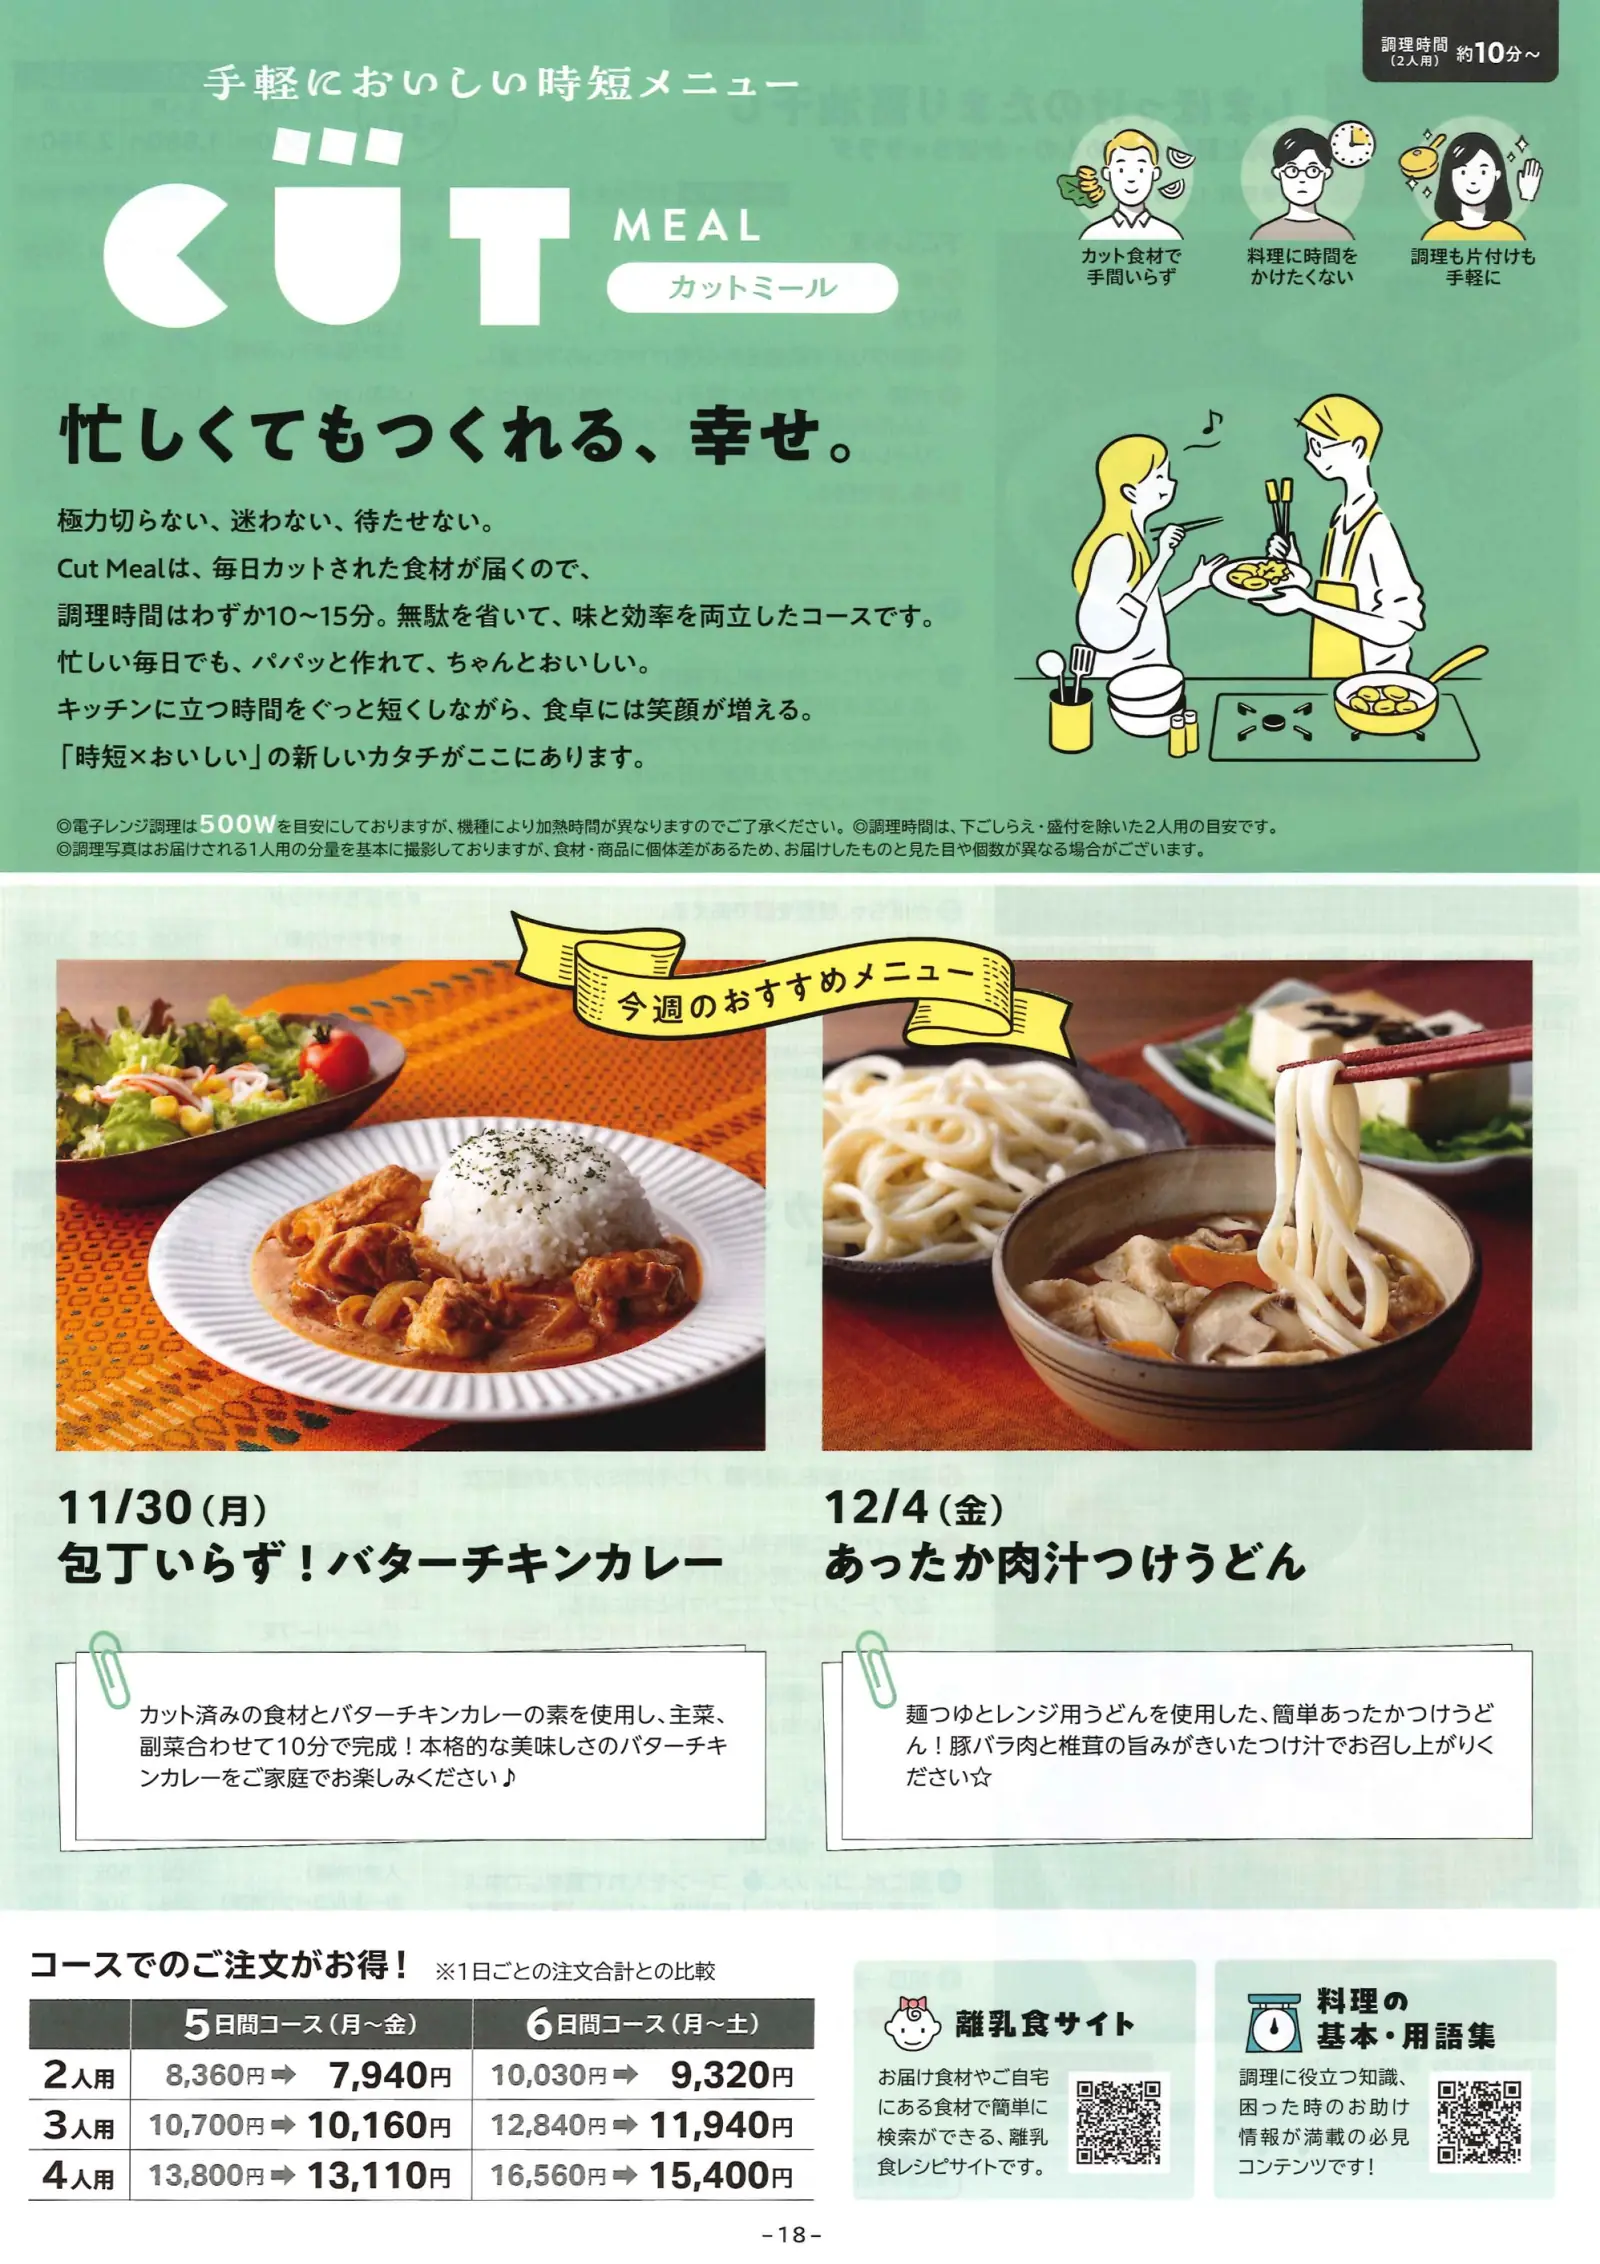 調理時間
(2人用)
約10分～
手軽においしい時短メニュー
CUT
MEAL
カットミール
カット食材で
手間いらず
料理に時間を
かけたくない
調理も片付けも
手軽に
忙しくてもつくれる、幸せ。
極力切らない、迷わない、待たせない。
Cut Mealは、毎日カットされた食材が届くので、
調理時間はわずか10～15分。無駄を省いて、味と効率を両立したコースです。
忙しい毎日でも、パパッと作れて、ちゃんとおいしい。
キッチンに立つ時間をぐっと短くしながら、食卓には笑顔が増える。
「時短×おいしい」の新しいカタチがここにあります。
◎電子レンジ調理は500Wを目安にしておりますが、機種により加熱時間が異なりますのでご了承ください。◎調理時間は、下ごしらえ・盛付を除いた2人用の目安です。
◎調理写真はお届けされる1人用の分量を基本に撮影しておりますが、食材・商品に個体差があるため、お届けしたものと見た目や個数が異なる場合がございます。
今週のおすすめメニュー
11/30（月）
包丁いらず！バターチキンカレー
カット済みの食材とバターチキンカレーの素を使用し、主菜、
副菜合わせて10分で完成！本格的な美味しさのバターチキ
ンカレーをご家庭でお楽しみください♪
12/4（金）
あったか肉汁つけうどん
麺つゆとレンジ用うどんを使用した、簡単あったかつけうど
ん！豚バラ肉と椎茸の旨みがきいたつけ汁でお召し上がりく
ださい☆
コースでのご注文がお得！ ※1日ごとの注文合計との比較
5日間コース（月～金） 6日間コース（月～土）
2人用 8,360円➡ 7,940円 10,030円➡ 9,320円
3人用 10,700円➡ 10,160円 12,840円➡ 11,940円
4人用 13,800円➡ 13,110円 16,560円➡ 15,400円
離乳食サイト
お届け食材やご自宅
にある食材で簡単に
検索ができる、離乳
食レシピサイトです。
料理の
基本・用語集
調理に役立つ知識、
困った時のお助け
情報が満載の必見
コンテンツです！
-18-